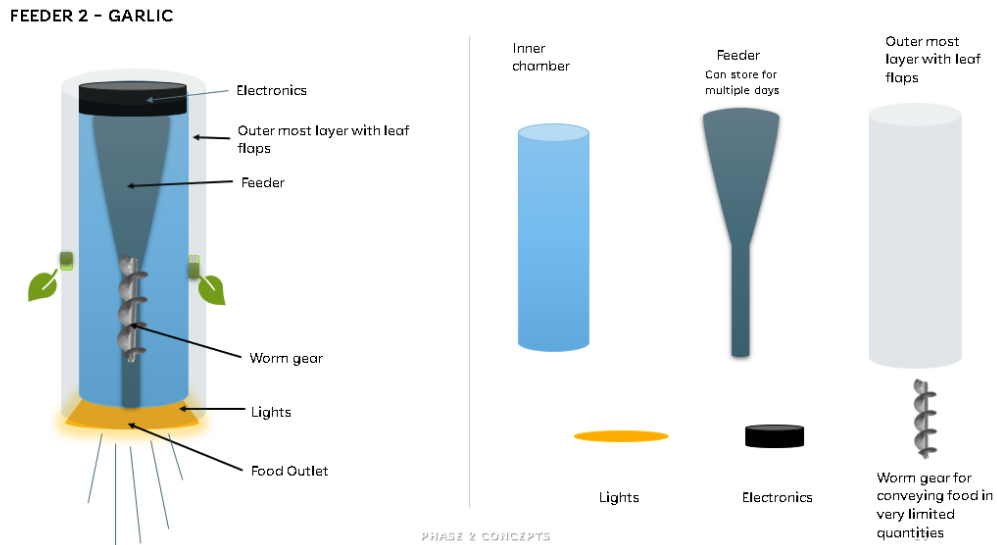 FEEDER 2 - GARLIC
Electronics
Outer most layer with leaf
flaps
Feeder
Worm gear
Lights
Food Outlet
Inner
chamber
Feeder
Can store for
multiple days
Outer most
layer with leaf
flaps
Lights
Electronics
Worm gear for
conveying food in
very limited
quantities
PHASE 2 CONCEPTS